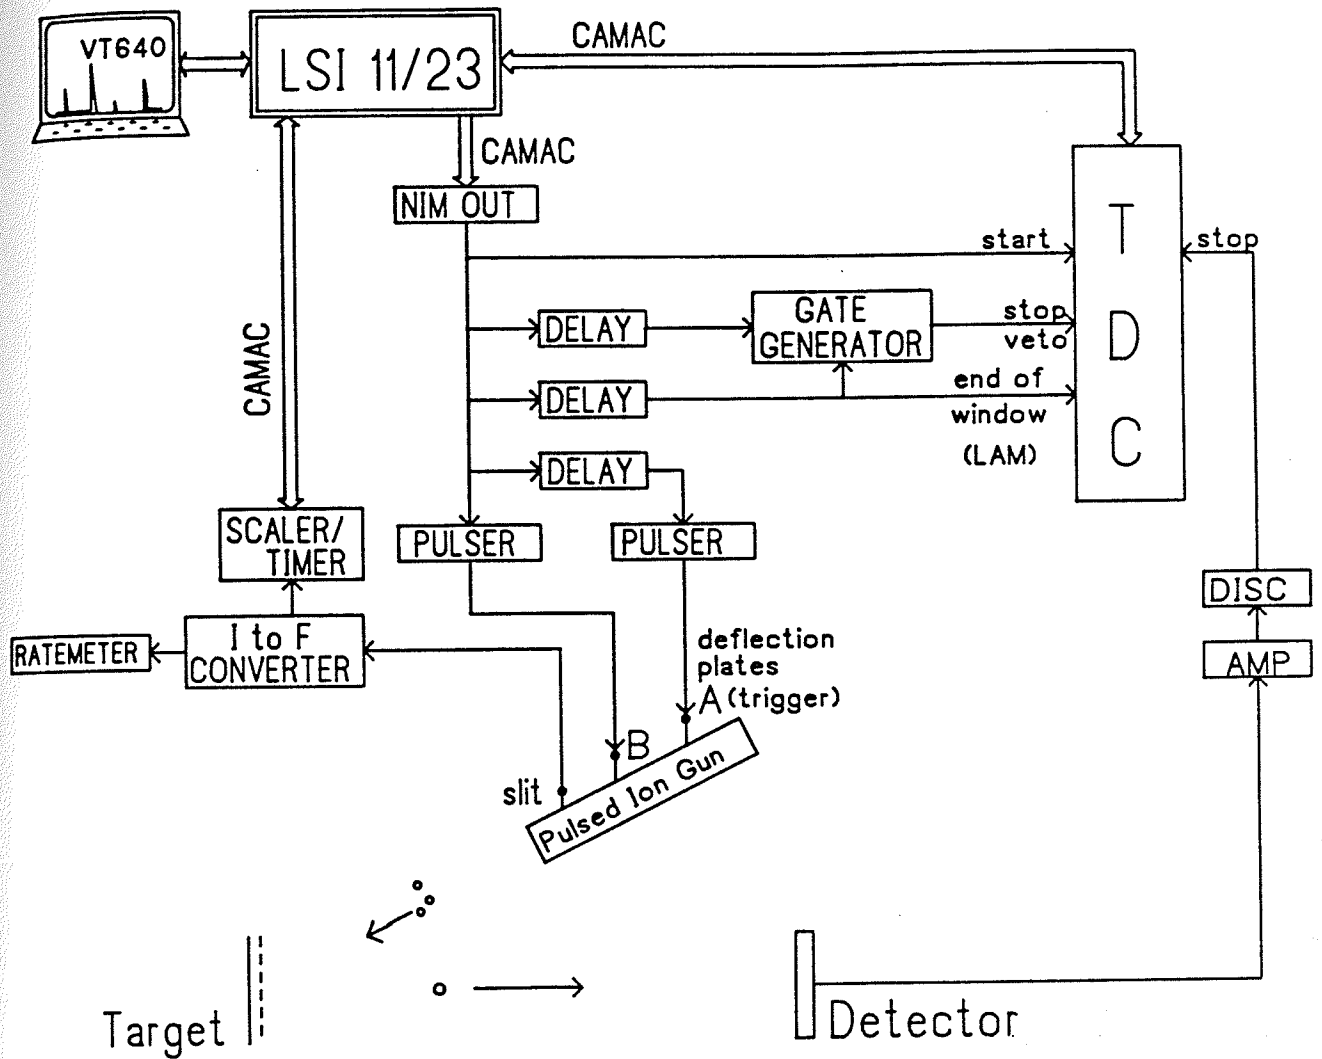 VT640
LSI 11/23
CAMAC
CAMAC
NIM OUT
CAMAC
start
stop
T
D
C
DELAY
GATE
GENERATOR
stop
veto
DELAY
end of
window
(LAM)
DELAY
SCALER/
TIMER
PULSER
PULSER
DISC
AMP
RATEMETER
I to F
CONVERTER
deflection
plates
A (trigger)
B
slit
Pulsed Ion Gun
Target
Detector